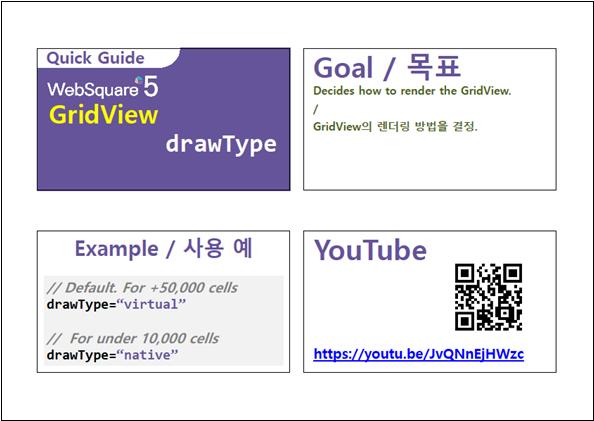 Quick Guide
WebSquare 5
GridView
drawType
Goal / 목표
Decides how to render the GridView.
/
GridView의 렌더링 방법을 결정.
Example / 사용 예
// Default. For +50,000 cells
drawType=“virtual”
//  For under 10,000 cells
drawType=“native”
YouTube
https://youtu.be/JvQNnEjHWzc